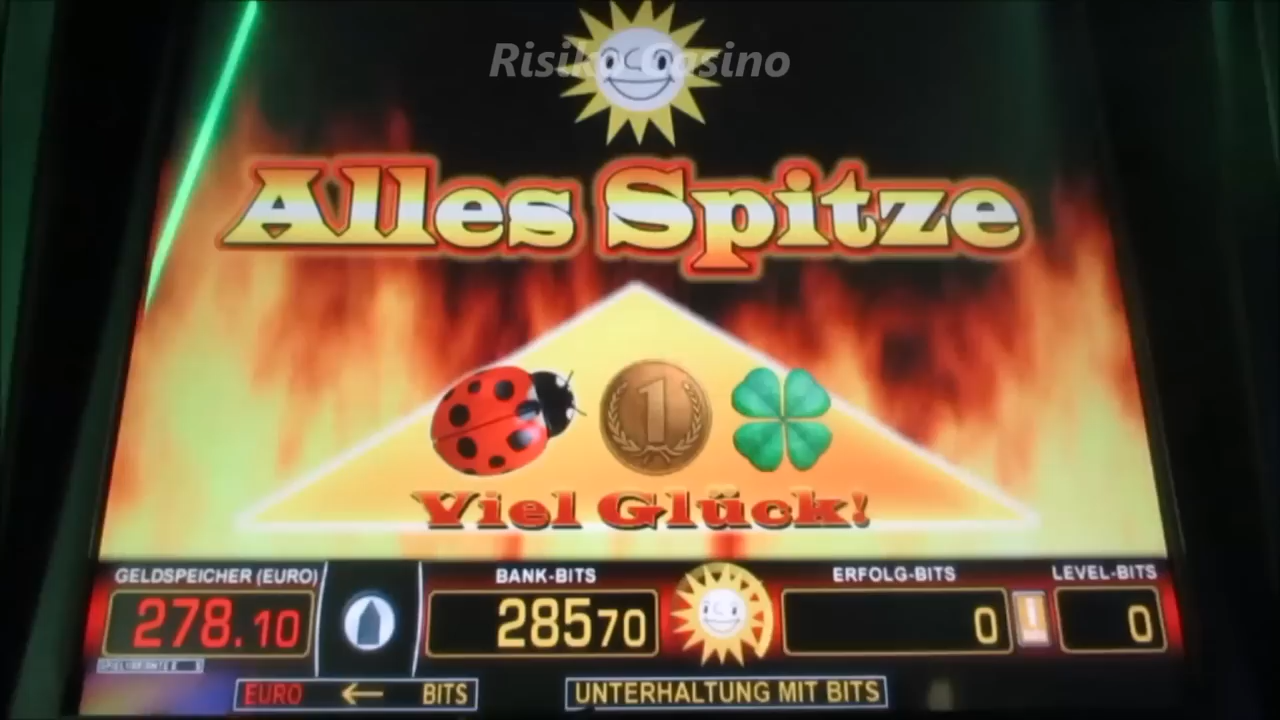 Risiko Casino
Alles Spitze
1
Viel Glück!
GELDSPEICHER (EURO) BANK-BITS ERFOLG-BITS LEVEL-BITS
278.10 28570 0 0
EURO ← BITS UNTERHALTUNG MIT BITS